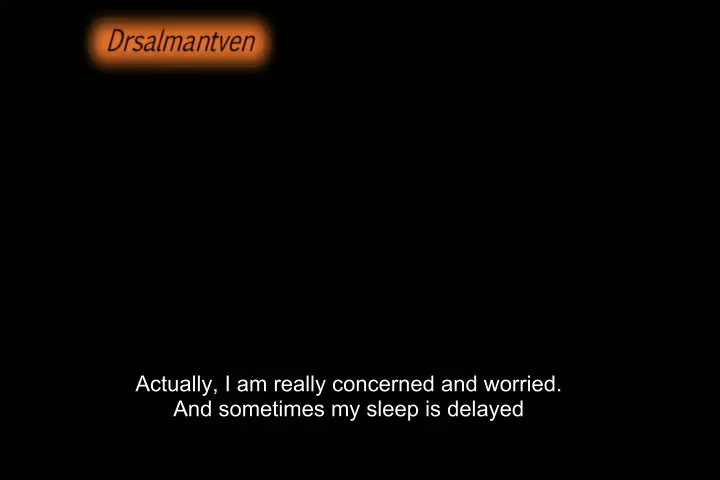 Drsalmantven
Actually, I am really concerned and worried.
And sometimes my sleep is delayed